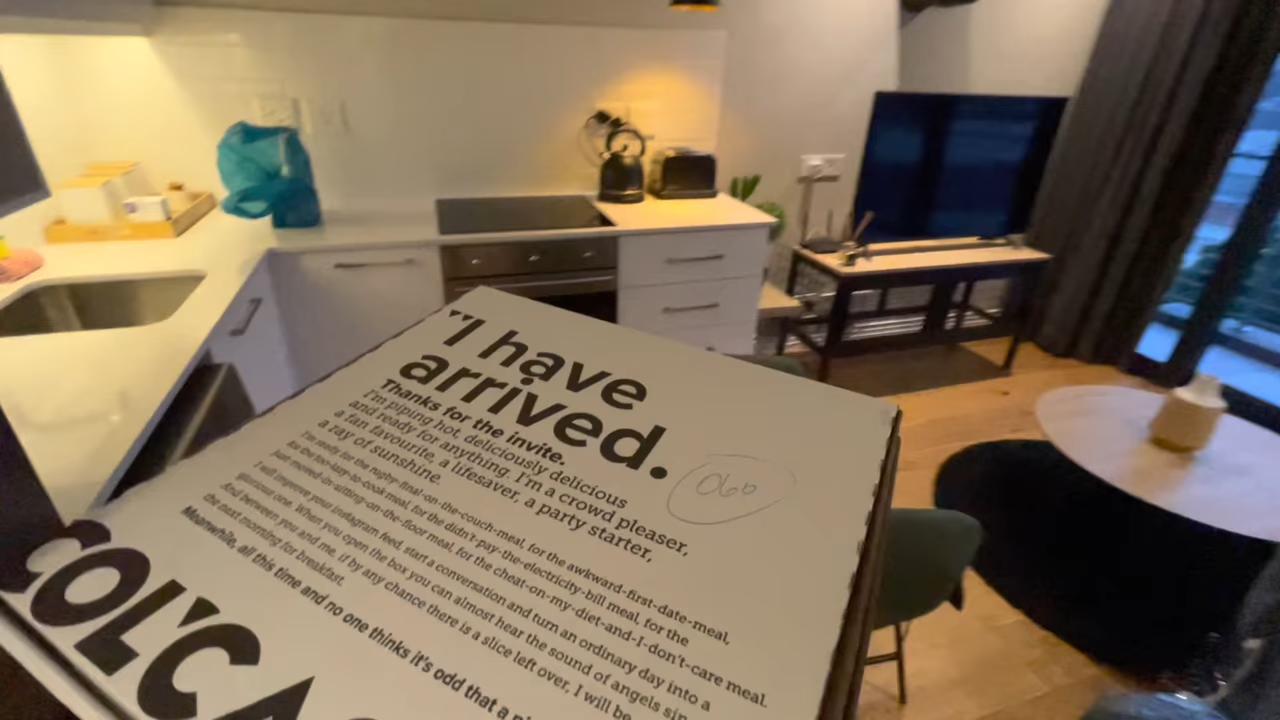 "I have
arrived.
Thanks for the invite.
I'm piping hot, deliciously delicious
and ready for anything. I'm a crowd pleaser,
a fan favourite, a lifesaver, a party starter,
a ray of sunshine.
I'm ready for the rugby-final-on-the-couch-meal, for the awkward-first-date-meal,
for the too-lazy-to-cook meal, for the didn't-pay-the-electricity-bill meal, for the
just-moved-in-sitting-on-the-floor meal, for the cheat-on-my-diet-and-I-don't-care meal.
I will improve your instagram feed, start a conversation and turn an ordinary day into a
glorious one. When you open the box you can almost hear the sound of angels sin
And between you and me, if by any chance there is a slice left over, I will be
the next morning for breakfast.
Meanwhile, all this time and no one thinks it's odd that a pi
060
COL'CA